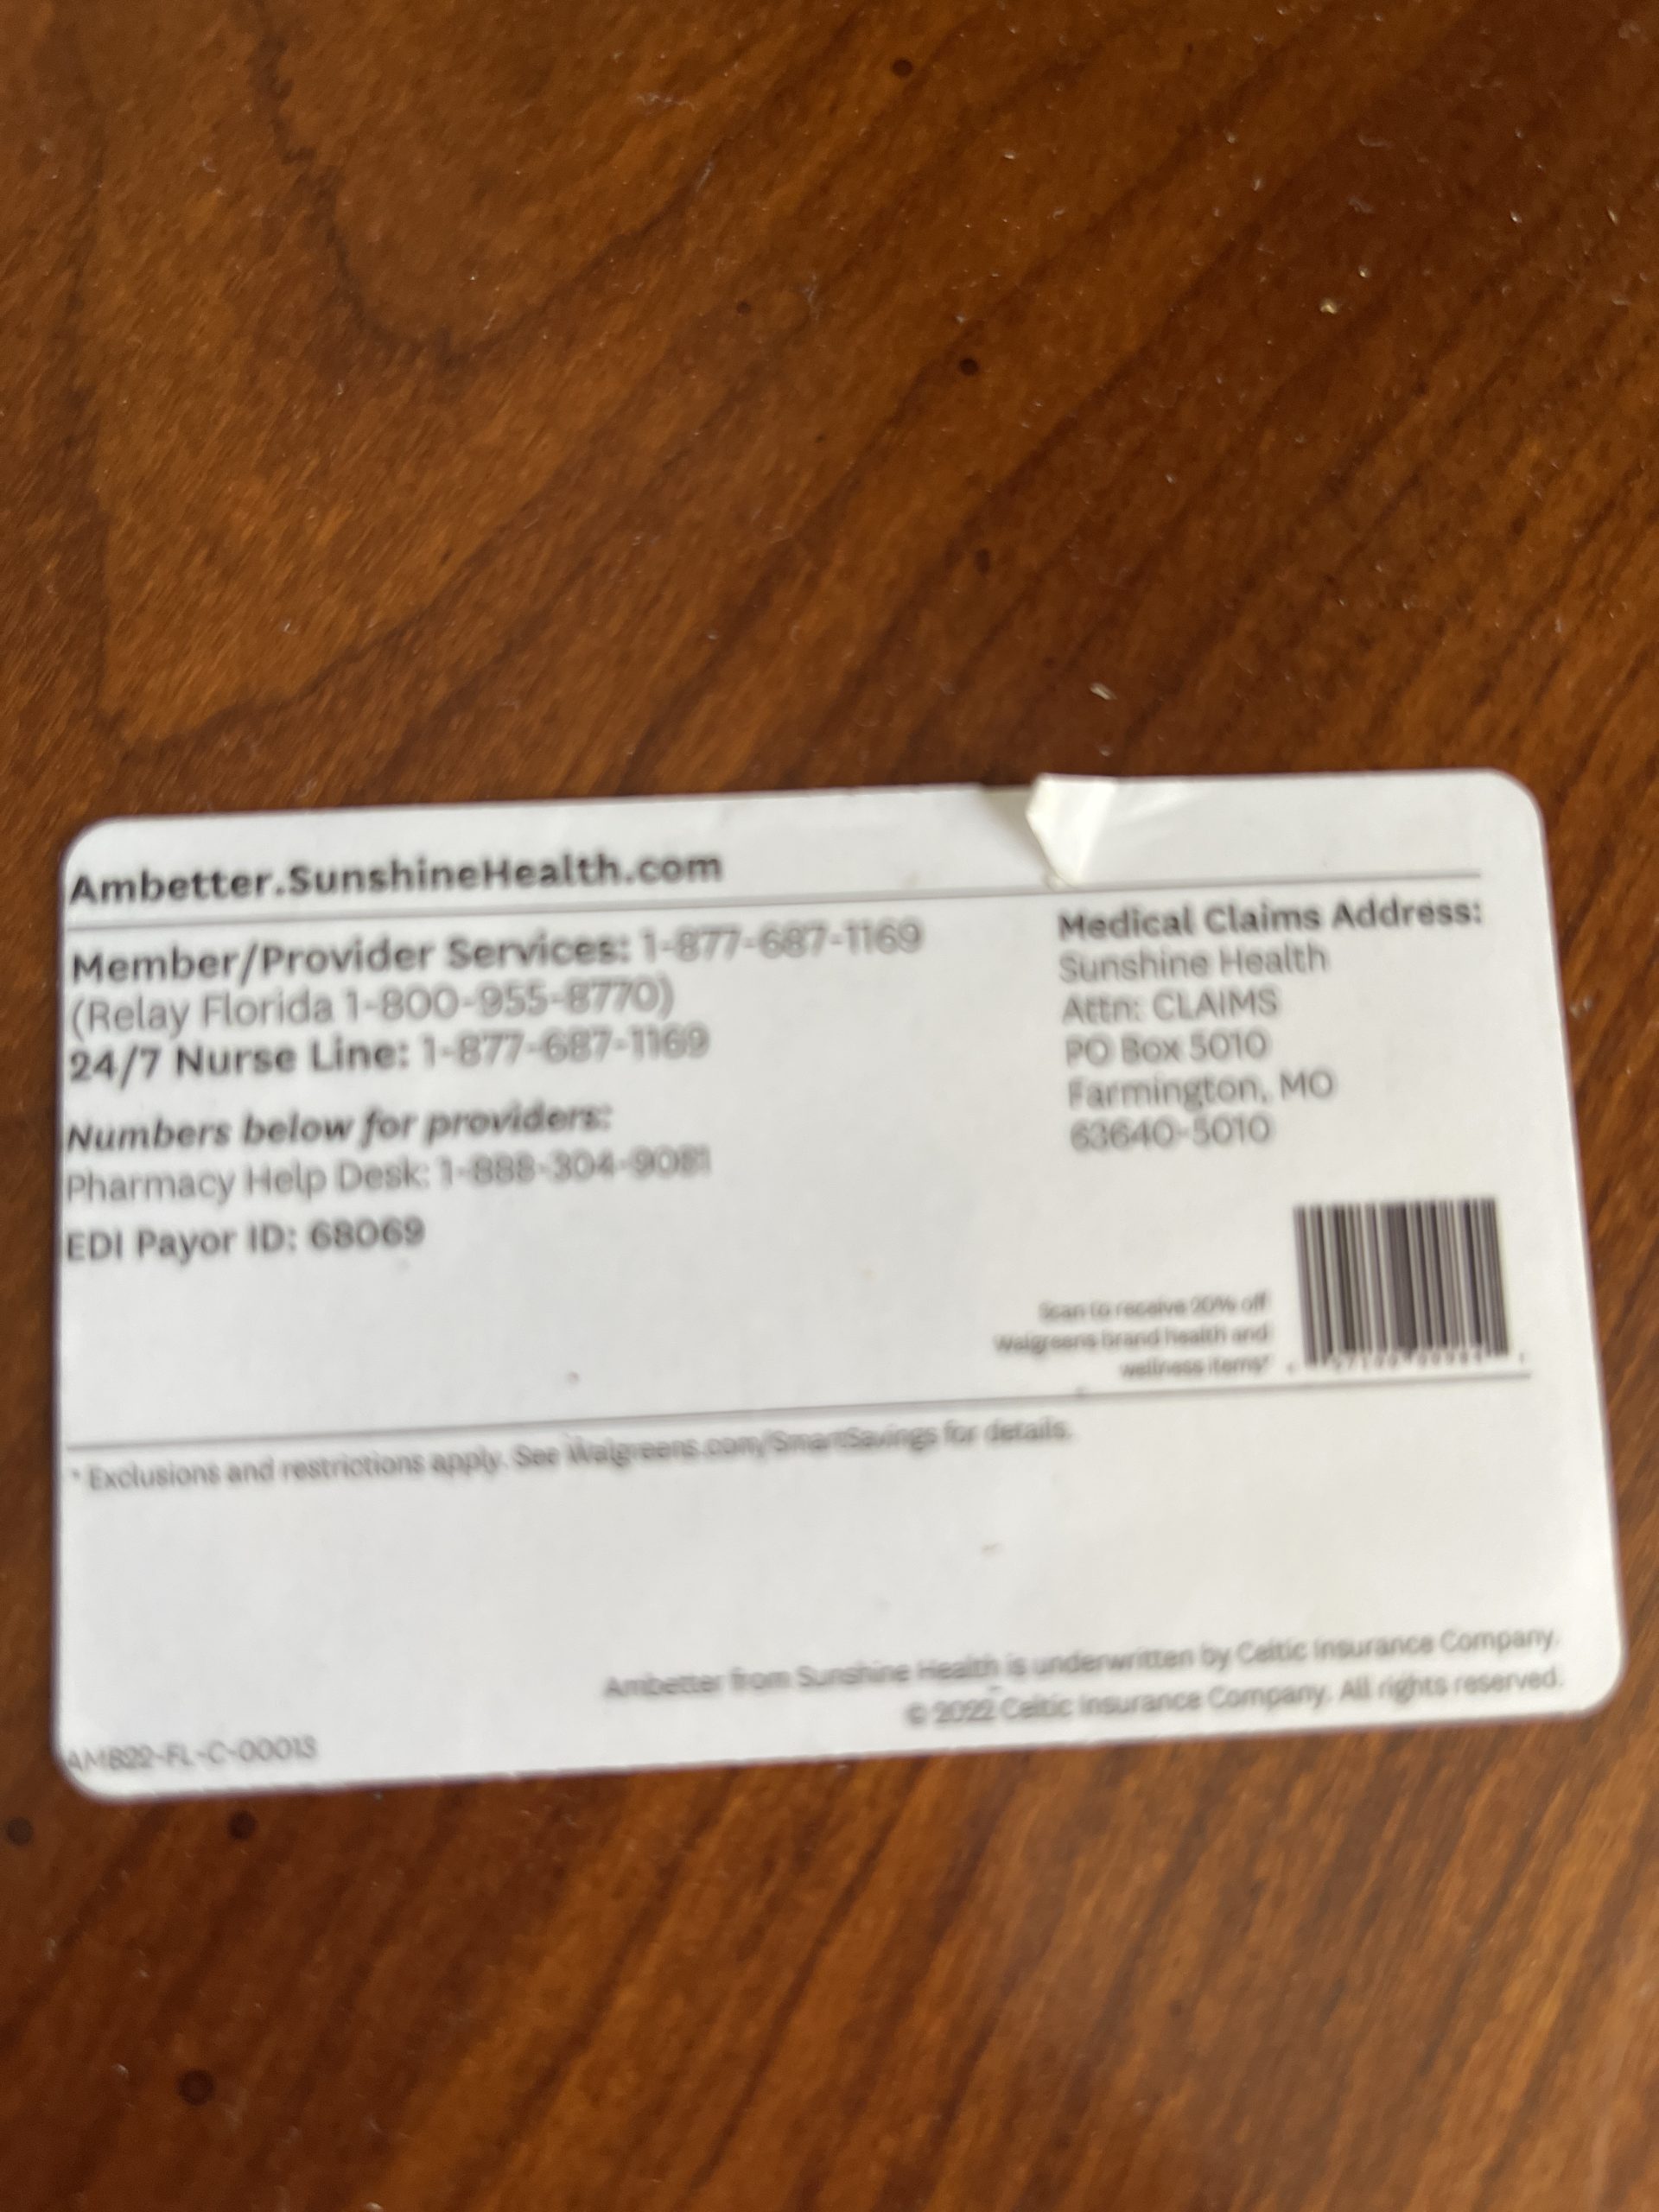 Ambetter.SunshineHealth.com
Member/Provider Services: 1-877-687-1169
(Relay Florida 1-800-955-8770)
24/7 Nurse Line: 1-877-687-1169
Numbers below for providers:
Pharmacy Help Desk: 1-888-304-9081
EDI Payor ID: 68069
Medical Claims Address:
Sunshine Health
Attn: CLAIMS
PO Box 5010
Farmington, MO
63640-5010
Scan to receive 20% off
Walgreens brand health and
wellness items*
* Exclusions and restrictions apply. See Walgreens.com/SmartSavings for details.
Ambetter from Sunshine Health is underwritten by Celtic Insurance Company.
© 2022 Celtic Insurance Company. All rights reserved.
AMB22-FL-C-00013